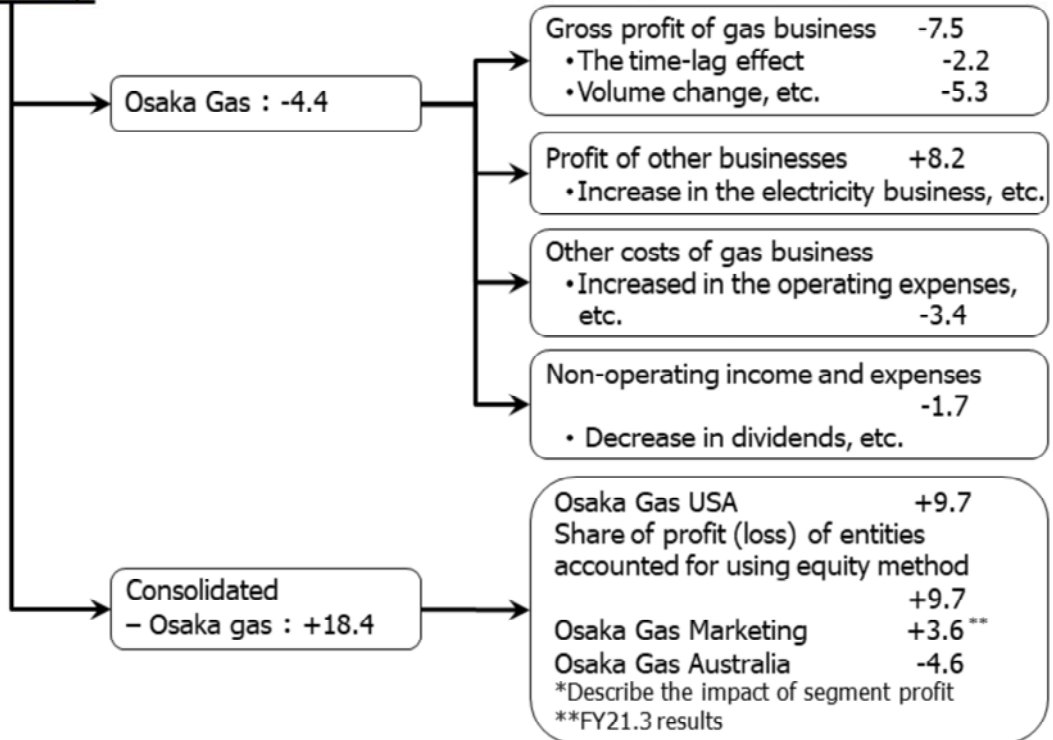 Osaka Gas : -4.4
Gross profit of gas business -7.5
・The time-lag effect -2.2
・Volume change, etc. -5.3
Profit of other businesses +8.2
・Increase in the electricity business, etc.
Other costs of gas business
・Increased in the operating expenses,
etc. -3.4
Non-operating income and expenses
-1.7
・ Decrease in dividends, etc.
Consolidated
– Osaka gas : +18.4
Osaka Gas USA +9.7
Share of profit (loss) of entities
accounted for using equity method
+9.7
Osaka Gas Marketing +3.6**
Osaka Gas Australia -4.6
*Describe the impact of segment profit
**FY21.3 results